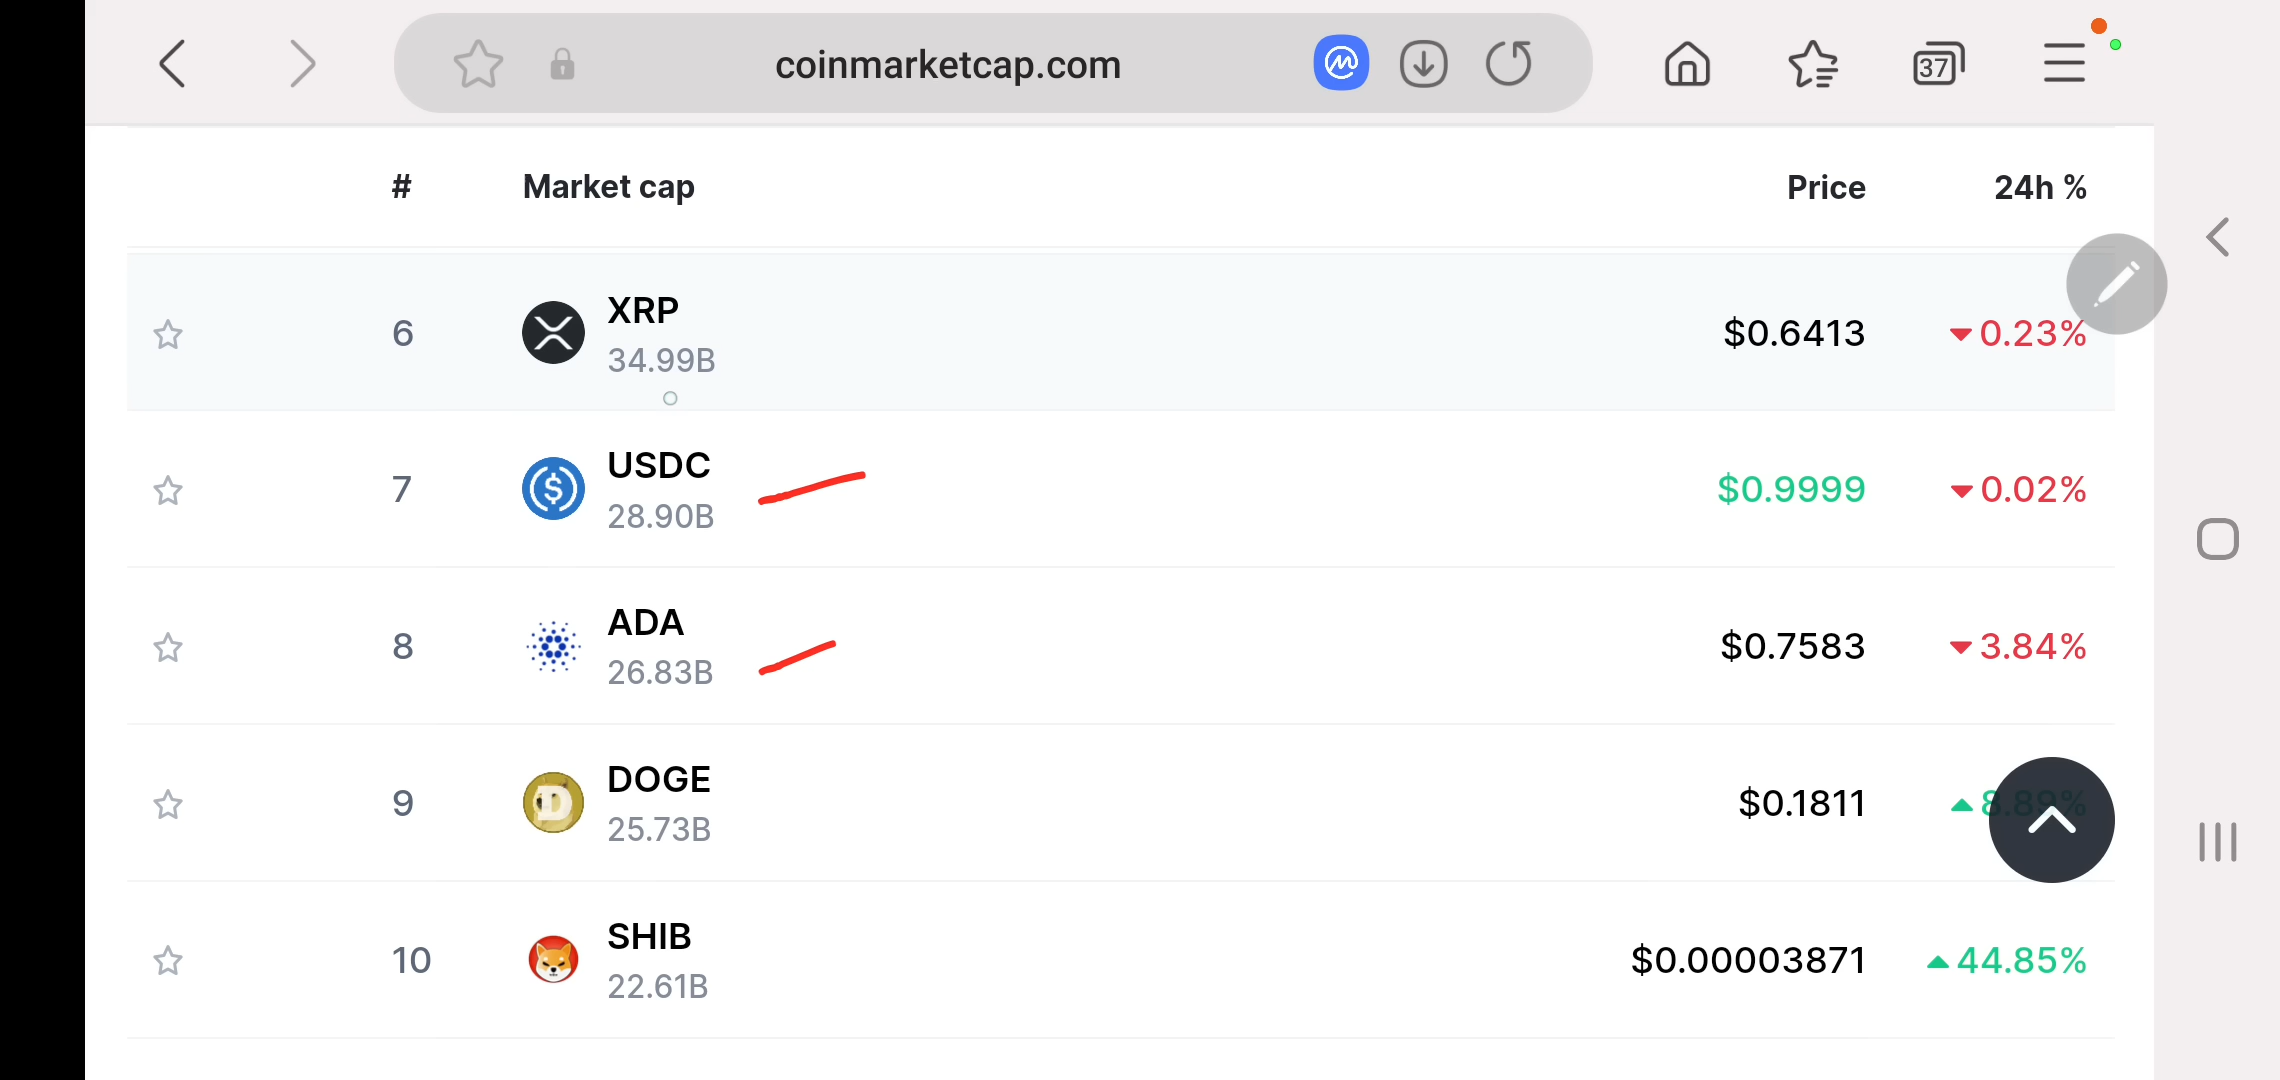 coinmarketcap.com
37
# Market cap Price 24h %
6 XRP $0.6413 0.23%
34.99B
7 USDC $0.9999 0.02%
28.90B
8 ADA $0.7583 3.84%
26.83B
9 DOGE $0.1811 8.89%
25.73B
10 SHIB $0.00003871 44.85%
22.61B